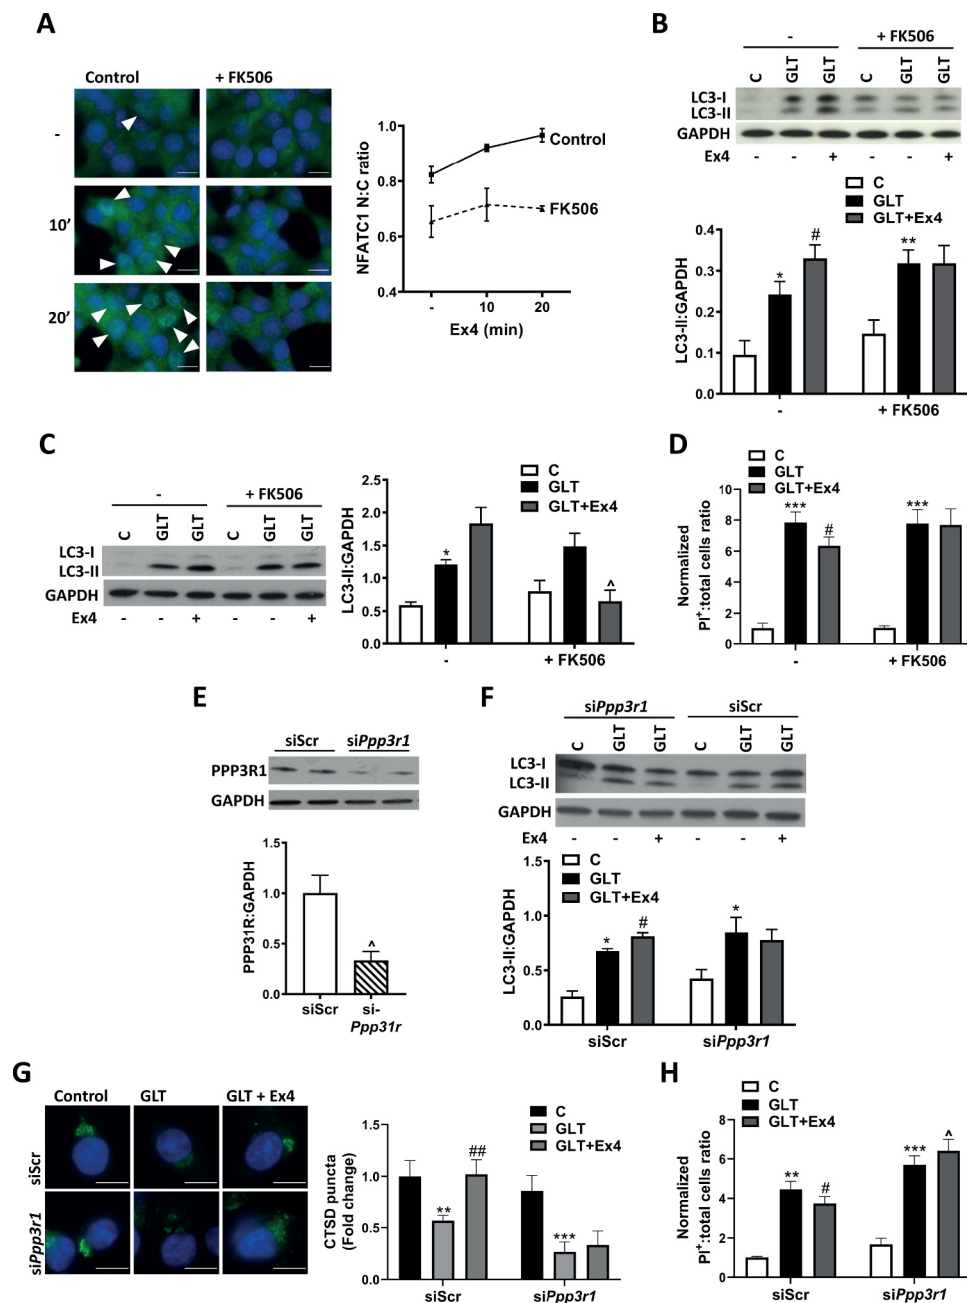 A
Control
+ FK506
-
10'
20'
NFATC1 N:C ratio
1.0
0.8
0.6
0.4
Control
FK506
-
10
20
Ex4 (min)
B
-
+ FK506
C
GLT
GLT
C
GLT
GLT
LC3-I
LC3-II
GAPDH
Ex4
-
-
+
-
-
+
C
GLT
GLT+Ex4
LC3-II:GAPDH
0.4
0.3
0.2
0.1
0.0
*
#
**
-
+ FK506
C
-
+ FK506
C
GLT
GLT
C
GLT
GLT
LC3-I
LC3-II
GAPDH
Ex4
-
-
+
-
-
+
LC3-II:GAPDH
2.5
2.0
1.5
1.0
0.5
0.0
C
GLT
GLT+Ex4
*
^
-
+ FK506
D
C
GLT
GLT+Ex4
Normalized
PI⁺:total cells ratio
10
8
6
4
2
0
***
#
***
-
+ FK506
E
siScr
siPpp3r1
PPP3R1
GAPDH
PPP31R:GAPDH
1.5
1.0
0.5
0.0
^
siScr
si-
Ppp31r
F
siPpp3r1
siScr
C
GLT
GLT
C
GLT
GLT
LC3-I
LC3-II
GAPDH
Ex4
-
-
+
-
-
+
C
GLT
GLT+Ex4
LC3-II:GAPDH
1.5
1.0
0.5
0.0
*
#
*
siScr
siPpp3r1
G
Control
GLT
GLT + Ex4
siScr
siPpp3r1
CTSD puncta
(Fold change)
1.5
1.0
0.5
0.0
C
GLT
GLT+Ex4
**
##
***
siScr
siPpp3r1
H
C
GLT
GLT+Ex4
Normalized
PI⁺:total cells ratio
8
6
4
2
0
**
#
***
^
siScr
siPpp3r1